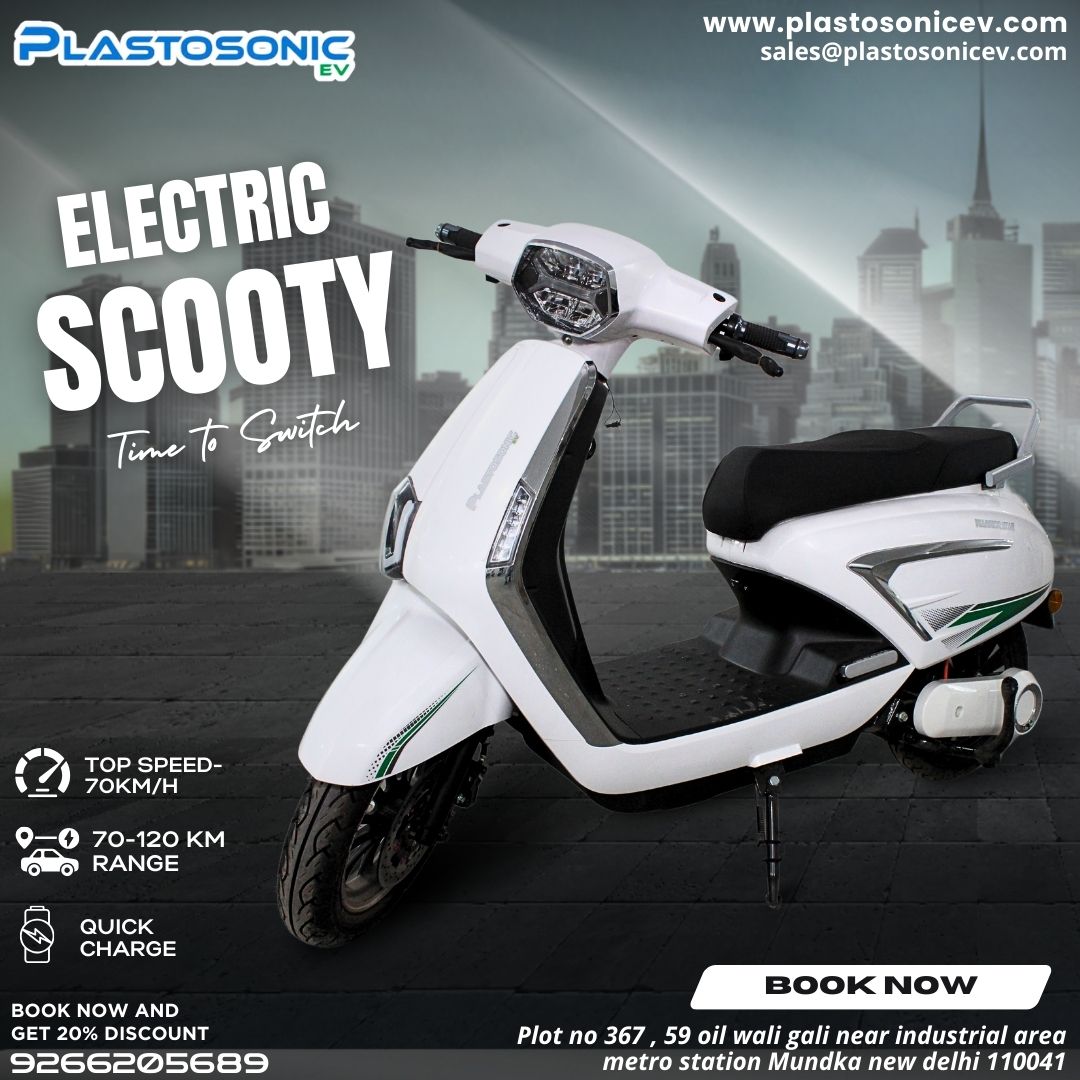 PLASTOSONIC
EV
www.plastosonicev.com
sales@plastosonicev.com
ELECTRIC
SCOOTY
Time to Switch
PLASTOSONIC EV
TOP SPEED-
70KM/H
70-120 KM
RANGE
QUICK
CHARGE
BOOK NOW AND
GET 20% DISCOUNT
9266205689
BOOK NOW
Plot no 367 , 59 oil wali gali near industrial area
metro station Mundka new delhi 110041